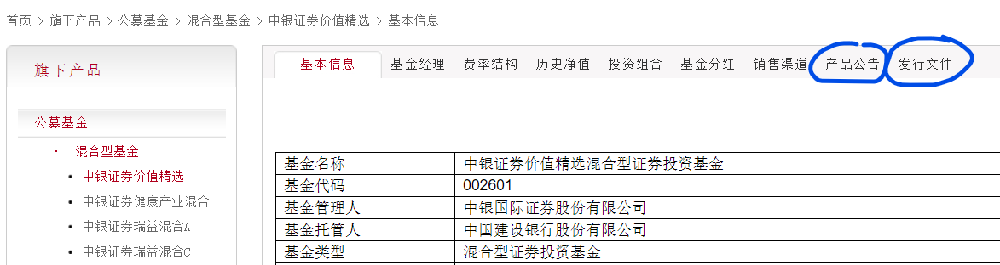 首页 > 旗下产品 > 公募基金 > 混合型基金 > 中银证券价值精选 > 基本信息
旗下产品
公募基金
混合型基金
中银证券价值精选
中银证券健康产业混合
中银证券瑞益混合A
中银证券瑞益混合C
基本信息 基金经理 费率结构 历史净值 投资组合 基金分红 销售渠道 产品公告 发行文件
基金名称 中银证券价值精选混合型证券投资基金
基金代码 002601
基金管理人 中银国际证券股份有限公司
基金托管人 中国建设银行股份有限公司
基金类型 混合型证券投资基金